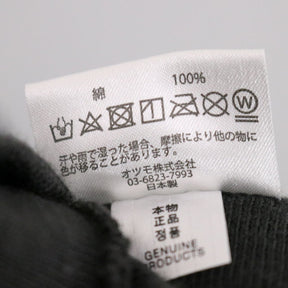 綿 100%
汗や雨で湿った場合、摩擦により他の物に
色が移ることがあります。
オツモ株式会社
03-6823-7993
日本製
本物
正品
정품
GENUINE
PRODUCTS